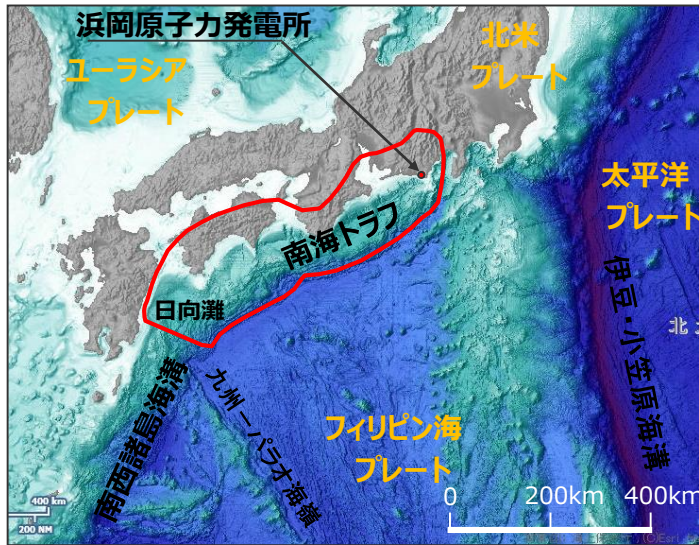 浜岡原子力発電所
北米
プレート
ユーラシア
プレート
太平洋
プレート
南海トラフ
日向灘
伊豆・小笠原海溝
南西諸島海溝
九州ーパラオ海嶺
フィリピン海
プレート
北
0 200km 400km
400 km
200 NM